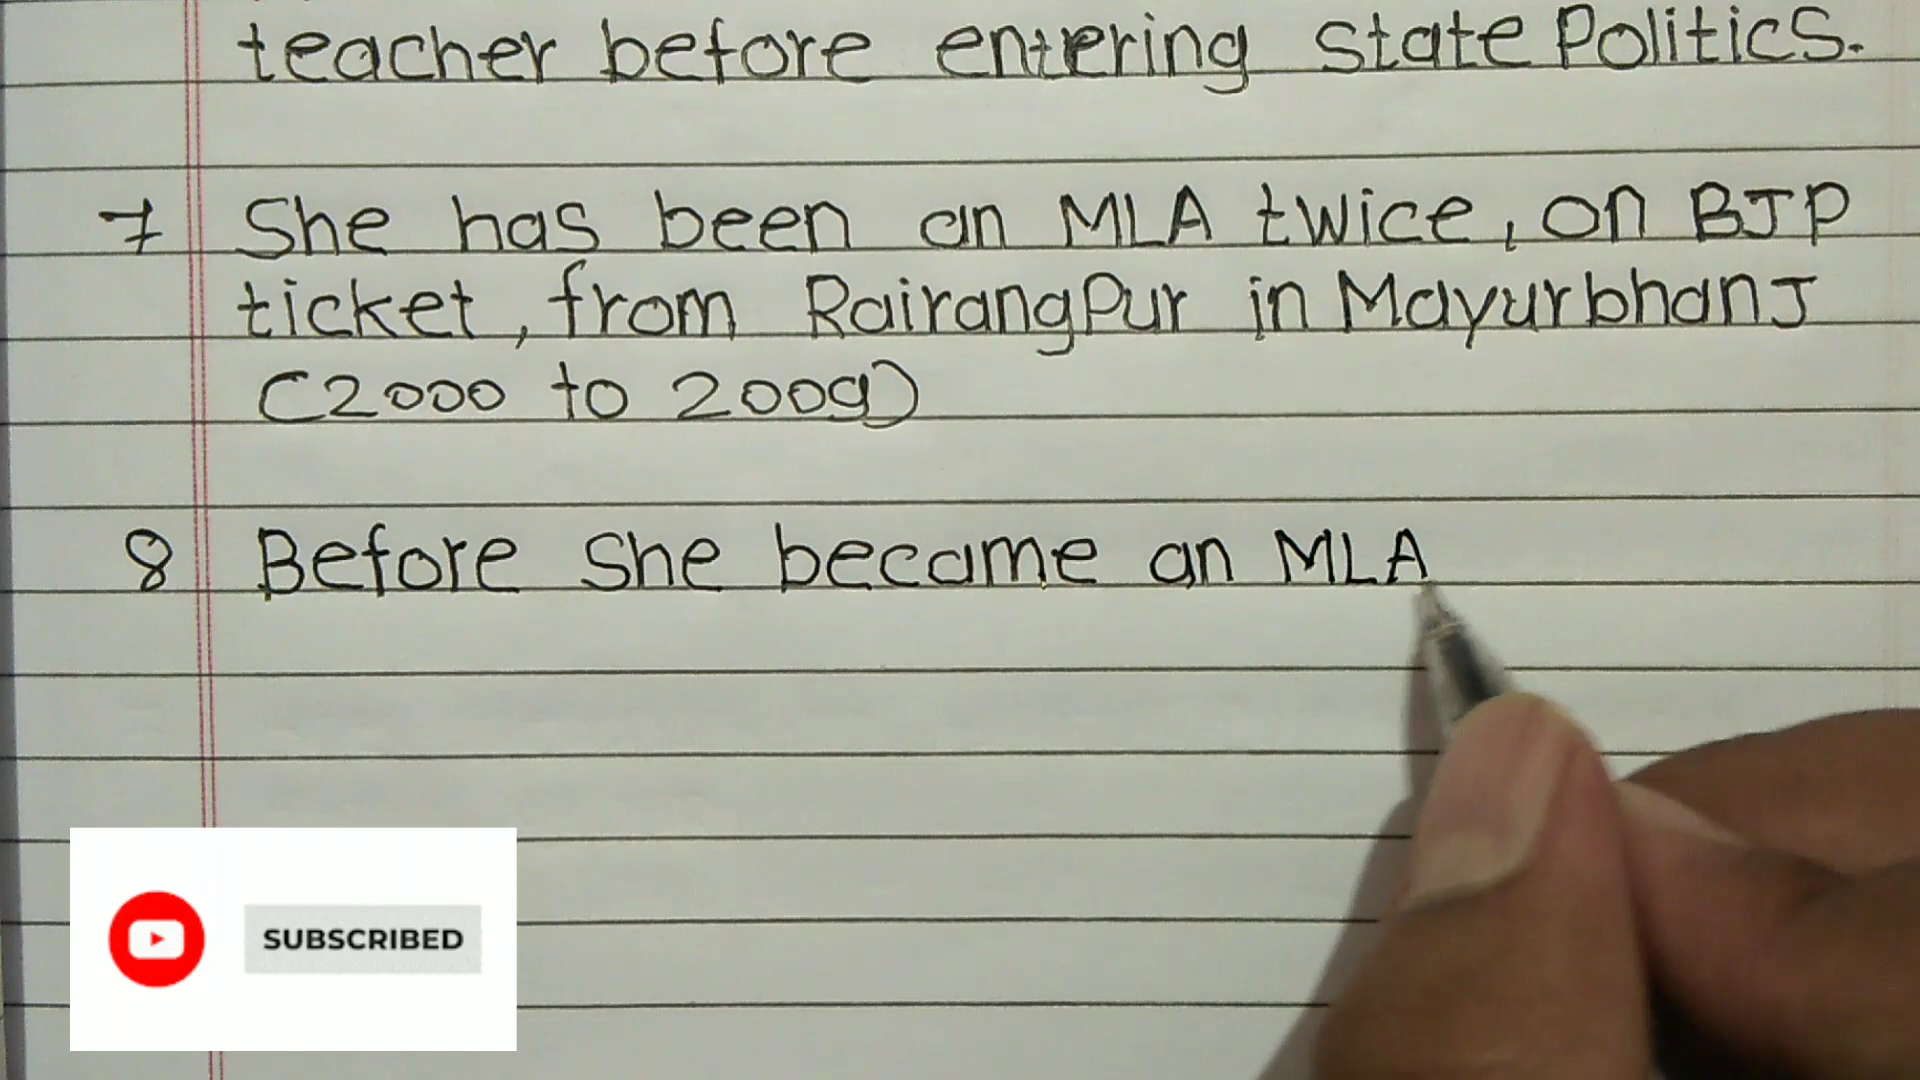 teacher before entering state Politics.
7 She has been an MLA twice, on BJP
ticket, from RairangPur in MayurbhanJ
(2000 to 2009)
8 Before She became an MLA
SUBSCRIBED